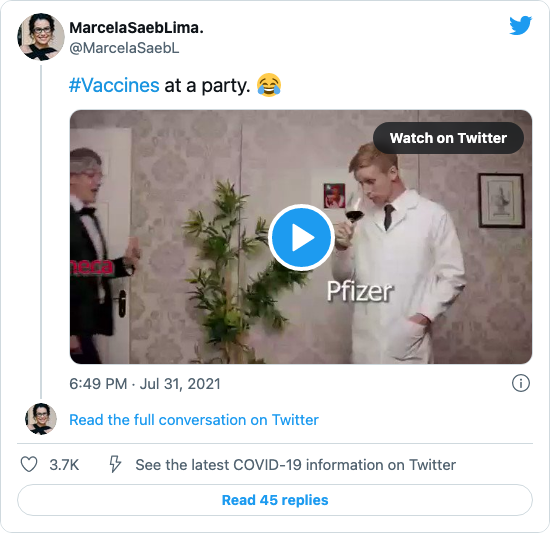 MarcelaSaebLima.
@MarcelaSaebL
#Vaccines at a party. 😂
Watch on Twitter
neca
Pfizer
6:49 PM · Jul 31, 2021
Read the full conversation on Twitter
3.7K
See the latest COVID-19 information on Twitter
Read 45 replies